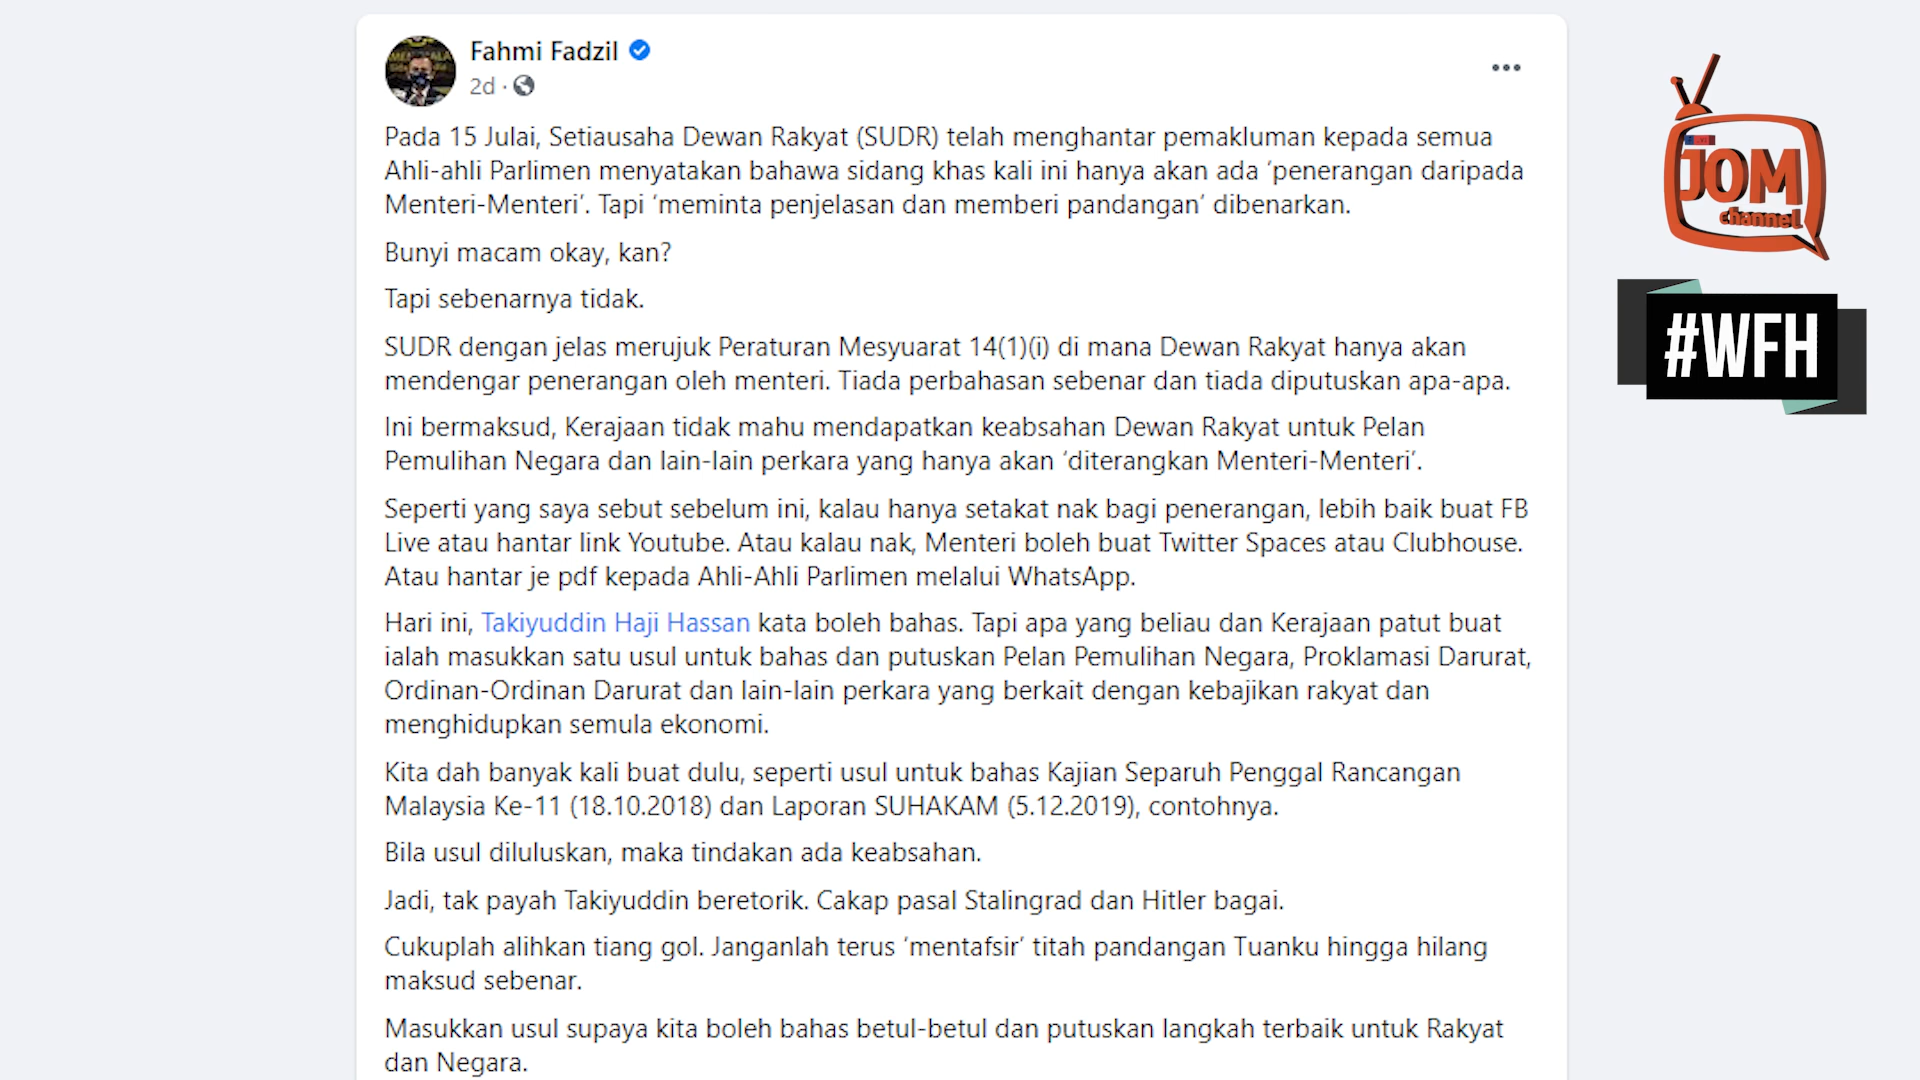 Fahmi Fadzil
2d ·
Pada 15 Julai, Setiausaha Dewan Rakyat (SUDR) telah menghantar pemakluman kepada semua
Ahli-ahli Parlimen menyatakan bahawa sidang khas kali ini hanya akan ada ‘penerangan daripada
Menteri-Menteri’. Tapi ‘meminta penjelasan dan memberi pandangan’ dibenarkan.
Bunyi macam okay, kan?
Tapi sebenarnya tidak.
SUDR dengan jelas merujuk Peraturan Mesyuarat 14(1)(i) di mana Dewan Rakyat hanya akan
mendengar penerangan oleh menteri. Tiada perbahasan sebenar dan tiada diputuskan apa-apa.
Ini bermaksud, Kerajaan tidak mahu mendapatkan keabsahan Dewan Rakyat untuk Pelan
Pemulihan Negara dan lain-lain perkara yang hanya akan ‘diterangkan Menteri-Menteri’.
Seperti yang saya sebut sebelum ini, kalau hanya setakat nak bagi penerangan, lebih baik buat FB
Live atau hantar link Youtube. Atau kalau nak, Menteri boleh buat Twitter Spaces atau Clubhouse.
Atau hantar je pdf kepada Ahli-Ahli Parlimen melalui WhatsApp.
Hari ini, Takiyuddin Haji Hassan kata boleh bahas. Tapi apa yang beliau dan Kerajaan patut buat
ialah masukkan satu usul untuk bahas dan putuskan Pelan Pemulihan Negara, Proklamasi Darurat,
Ordinan-Ordinan Darurat dan lain-lain perkara yang berkait dengan kebajikan rakyat dan
menghidupkan semula ekonomi.
Kita dah banyak kali buat dulu, seperti usul untuk bahas Kajian Separuh Penggal Rancangan
Malaysia Ke-11 (18.10.2018) dan Laporan SUHAKAM (5.12.2019), contohnya.
Bila usul diluluskan, maka tindakan ada keabsahan.
Jadi, tak payah Takiyuddin beretorik. Cakap pasal Stalingrad dan Hitler bagai.
Cukuplah alihkan tiang gol. Janganlah terus ‘mentafsir’ titah pandangan Tuanku hingga hilang
maksud sebenar.
Masukkan usul supaya kita boleh bahas betul-betul dan putuskan langkah terbaik untuk Rakyat
dan Negara.
JOM
channel
#WFH